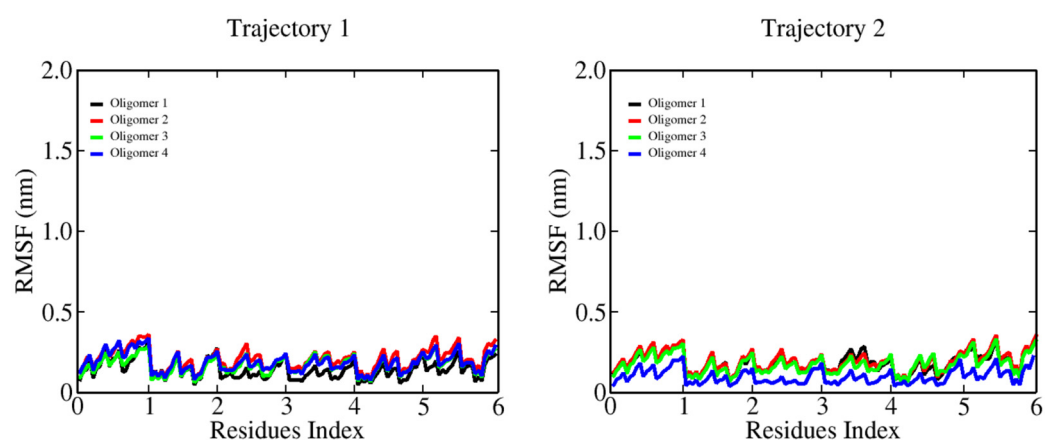 Trajectory 1
2.0
1.5
1.0
0.5
0
RMSF (nm)
Oligomer 1
Oligomer 2
Oligomer 3
Oligomer 4
0 1 2 3 4 5 6
Residues Index
Trajectory 2
2.0
1.5
1.0
0.5
0
RMSF (nm)
Oligomer 1
Oligomer 2
Oligomer 3
Oligomer 4
0 1 2 3 4 5 6
Residues Index